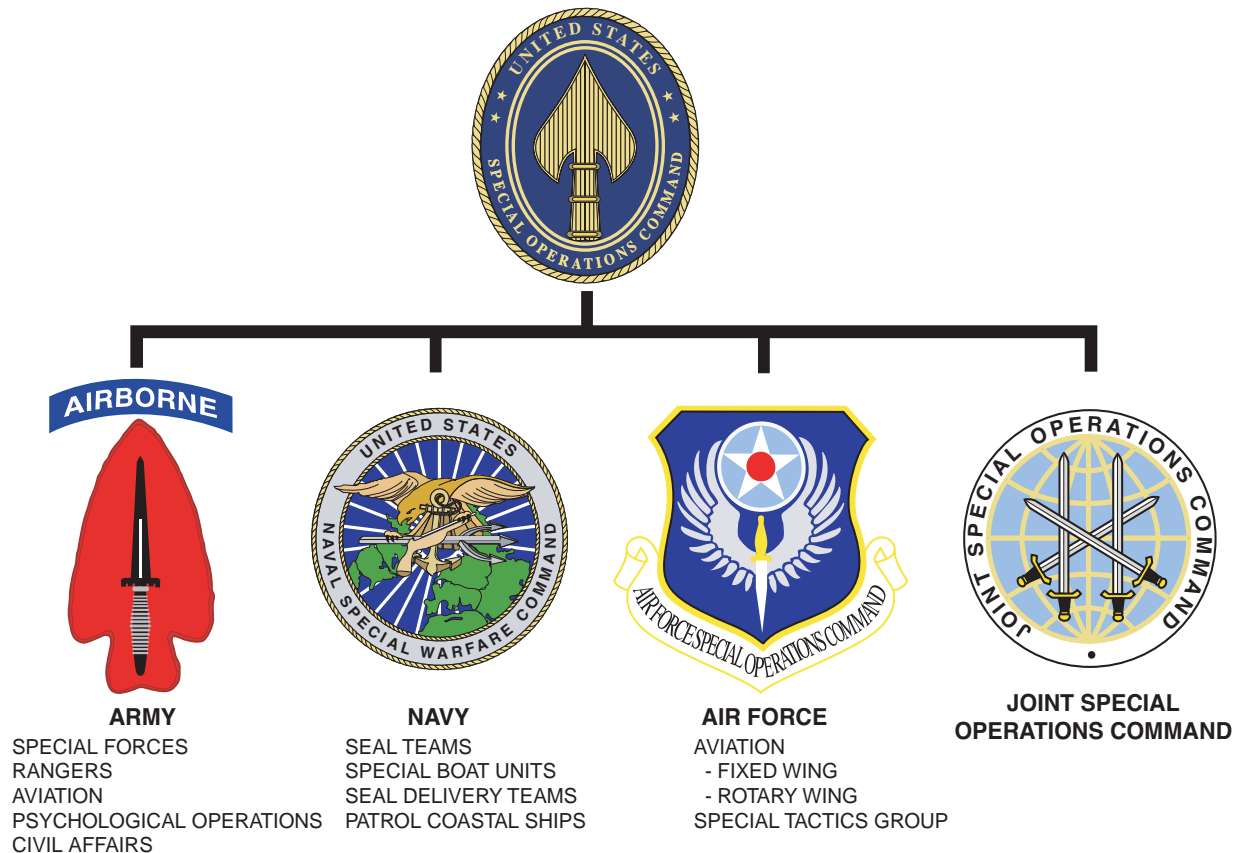 UNITED STATES
SPECIAL OPERATIONS COMMAND
AIRBORNE
UNITED STATES
NAVAL SPECIAL WARFARE COMMAND
AIR FORCE SPECIAL OPERATIONS COMMAND
JOINT SPECIAL OPERATIONS COMMAND
ARMY
SPECIAL FORCES
RANGERS
AVIATION
PSYCHOLOGICAL OPERATIONS
CIVIL AFFAIRS
NAVY
SEAL TEAMS
SPECIAL BOAT UNITS
SEAL DELIVERY TEAMS
PATROL COASTAL SHIPS
AIR FORCE
AVIATION
- FIXED WING
- ROTARY WING
SPECIAL TACTICS GROUP
JOINT SPECIAL
OPERATIONS COMMAND